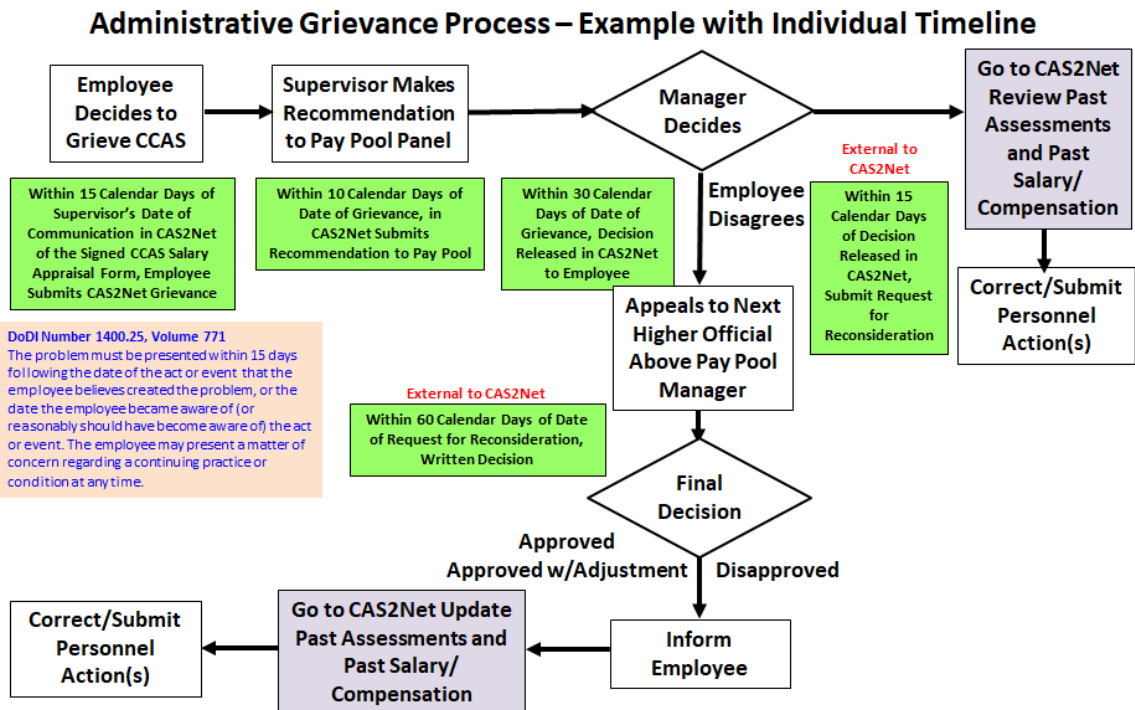 Administrative Grievance Process – Example with Individual Timeline
Employee
Decides to
Grieve CCAS
Supervisor Makes
Recommendation
to Pay Pool Panel
Manager
Decides
Go to CAS2Net
Review Past
Assessments
and Past
Salary/
Compensation
Within 15 Calendar Days of
Supervisor's Date of
Communication in CAS2Net
of the Signed CCAS Salary
Appraisal Form, Employee
Submits CAS2Net Grievance
Within 10 Calendar Days of
Date of Grievance, in
CAS2Net Submits
Recommendation to Pay Pool
Within 30 Calendar
Days of Date of
Grievance, Decision
Released in CAS2Net
to Employee
Employee
Disagrees
External to
CAS2Net
Within 15
Calendar Days
of Decision
Released in
CAS2Net,
Submit Request
for
Reconsideration
Correct/Submit
Personnel
Action(s)
DoDI Number 1400.25, Volume 771
The problem must be presented within 15 days
following the date of the act or event that the
employee believes created the problem, or the
date the employee became aware of (or
reasonably should have become aware of) the act
or event. The employee may present a matter of
concern regarding a continuing practice or
condition at any time.
Appeals to Next
Higher Official
Above Pay Pool
Manager
External to CAS2Net
Within 60 Calendar Days of Date
of Request for Reconsideration,
Written Decision
Final
Decision
Approved
Approved w/Adjustment
Disapproved
Inform
Employee
Go to CAS2Net Update
Past Assessments and
Past Salary/
Compensation
Correct/Submit
Personnel
Action(s)